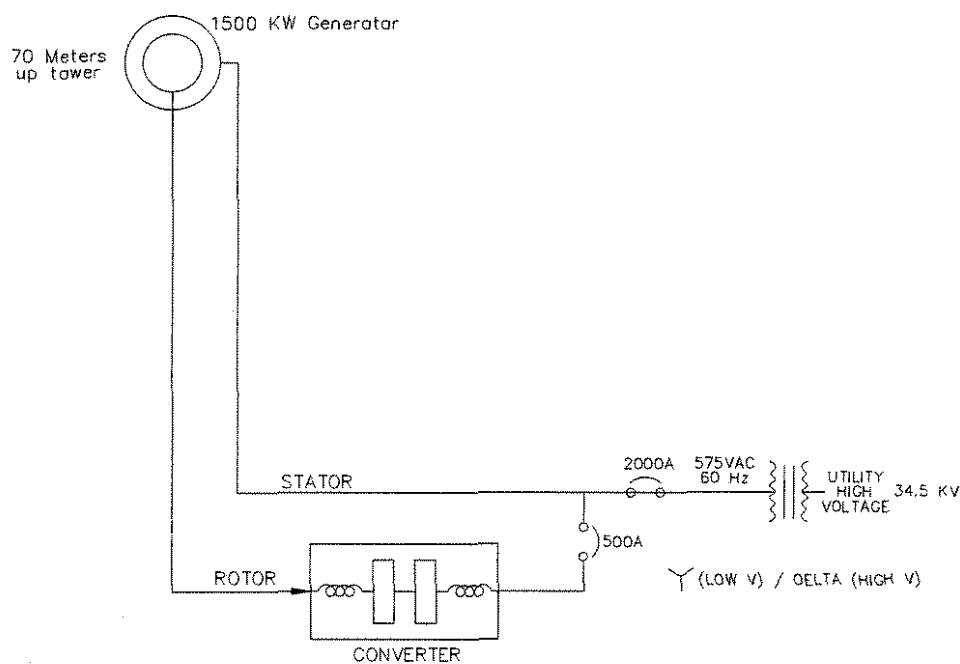 1500 KW Generator
70 Meters
up tower
STATOR
2000A
575VAC
60 Hz
UTILITY
HIGH
VOLTAGE
34.5 KV
500A
ROTOR
(LOW V) / DELTA (HIGH V)
CONVERTER